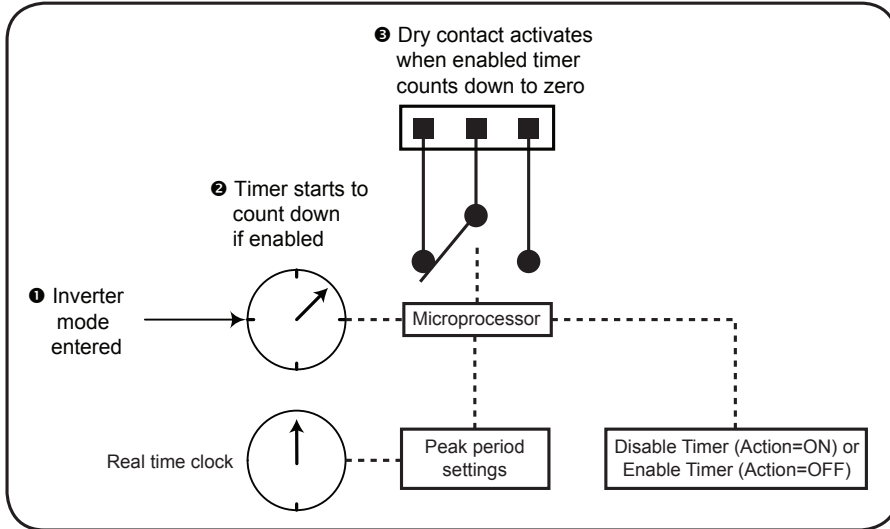 ❸ Dry contact activates
when enabled timer
counts down to zero
❷ Timer starts to
count down
if enabled
❶ Inverter
mode
entered
Microprocessor
Real time clock
Peak period
settings
Disable Timer (Action=ON) or
Enable Timer (Action=OFF)